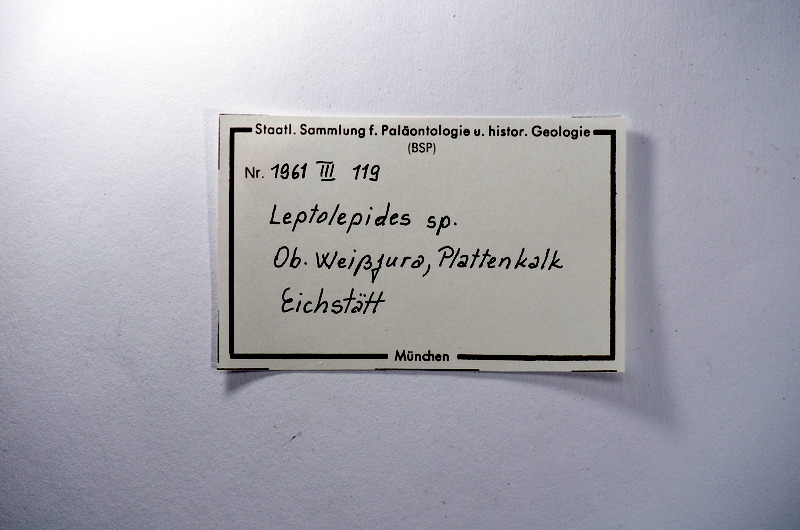 Staatl. Sammlung f. Paläontologie u. histor. Geologie
(BSP)
Nr. 1961 III 119
Leptolepides sp.
Ob. Weißjura, Plattenkalk
Eichstätt
München